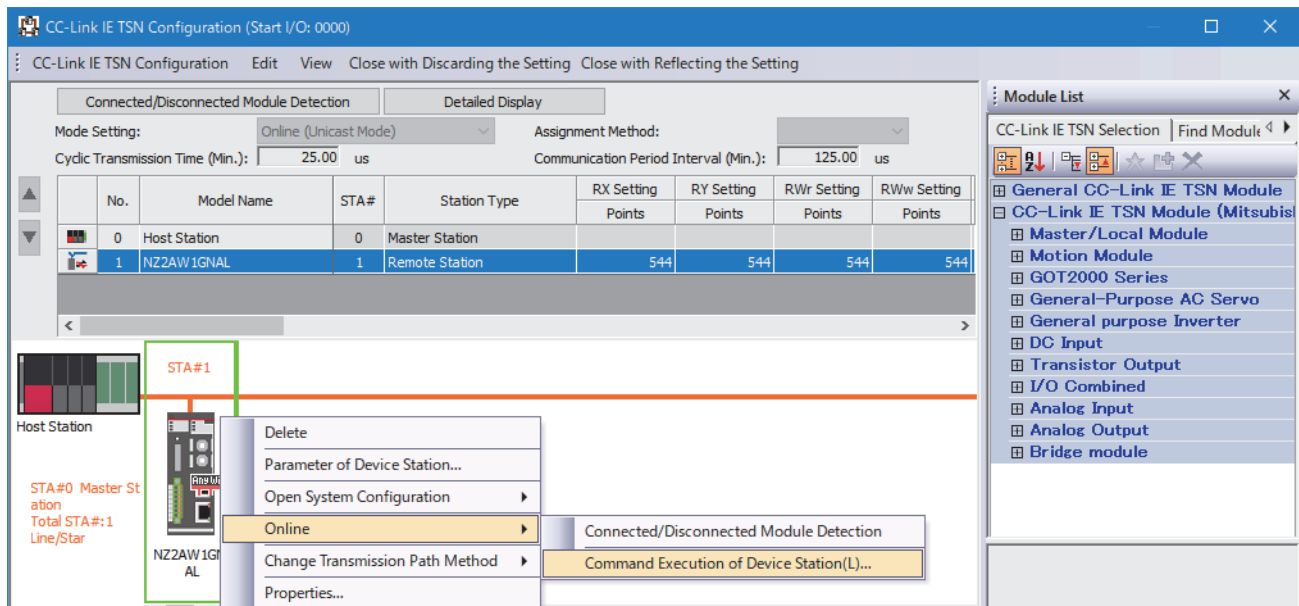 CC-Link IE TSN Configuration (Start I/O: 0000)
CC-Link IE TSN Configuration Edit View Close with Discarding the Setting Close with Reflecting the Setting
Connected/Disconnected Module Detection Detailed Display
Mode Setting: Online (Unicast Mode) Assignment Method:
Cyclic Transmission Time (Min.): 25.00 us Communication Period Interval (Min.): 125.00 us
No. Model Name STA# Station Type RX Setting RY Setting RWr Setting RWw Setting
Points Points Points Points
0 Host Station 0 Master Station
1 NZ2AW1GNAL 1 Remote Station 544 544 544 544
STA#1
Host Station
STA#0 Master St
ation
Total STA#:1
Line/Star
AnyWi
NZ2AW1GN
AL
Delete
Parameter of Device Station...
Open System Configuration
Online
Change Transmission Path Method
Properties...
Connected/Disconnected Module Detection
Command Execution of Device Station(L)...
Module List
CC-Link IE TSN Selection Find Module
General CC-Link IE TSN Module
CC-Link IE TSN Module (Mitsubis
Master/Local Module
Motion Module
GOT2000 Series
General-Purpose AC Servo
General purpose Inverter
DC Input
Transistor Output
I/O Combined
Analog Input
Analog Output
Bridge module